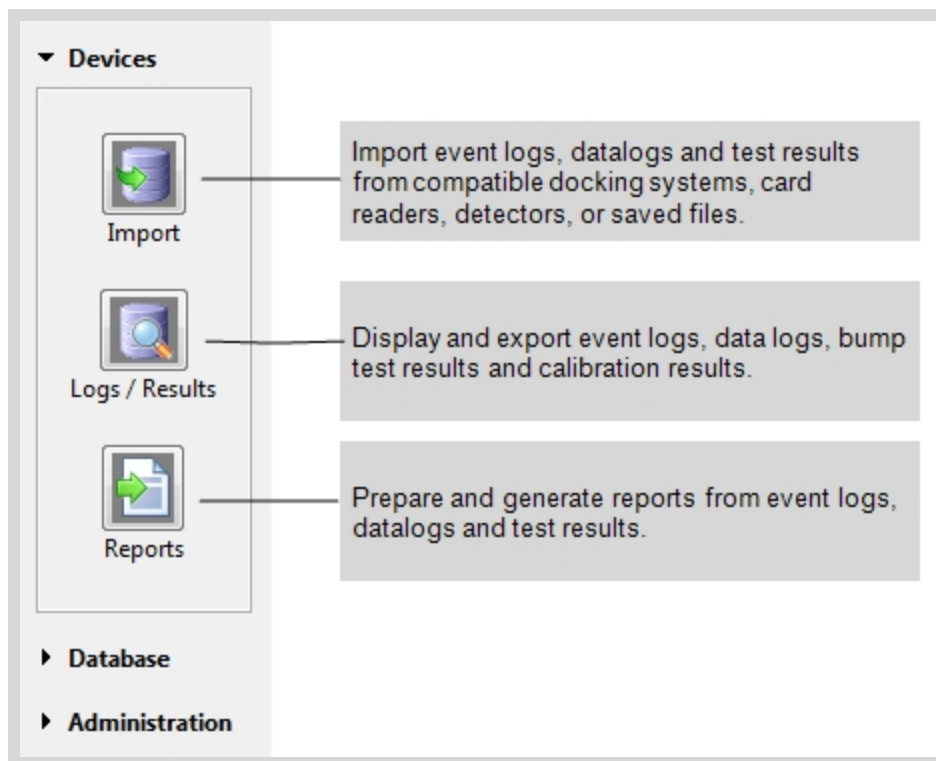 Devices
Import
Import event logs, datalogs and test results
from compatible docking systems, card
readers, detectors, or saved files.
Logs / Results
Display and export event logs, data logs, bump
test results and calibration results.
Reports
Prepare and generate reports from event logs,
datalogs and test results.
Database
Administration